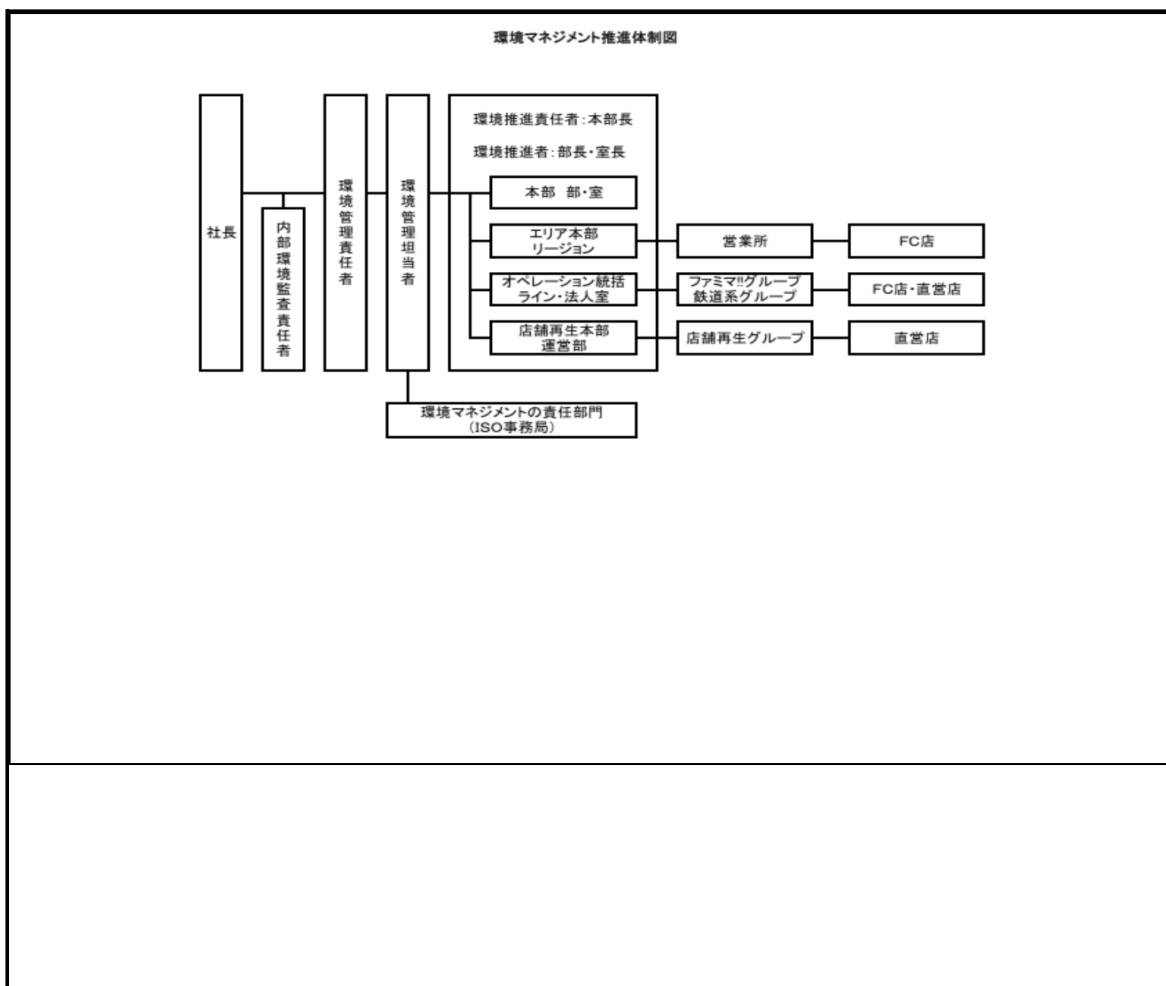 環境マネジメント推進体制図
社長
内部環境監査責任者
環境管理責任者
環境管理担当者
環境推進責任者:本部長
環境推進者:部長・室長
本部 部・室
エリア本部
リージョン
営業所
FC店
オペレーション統括
ライン・法人室
ファミマ!!グループ
鉄道系グループ
FC店・直営店
店舗再生本部
運営部
店舗再生グループ
直営店
環境マネジメントの責任部門
(ISO事務局)